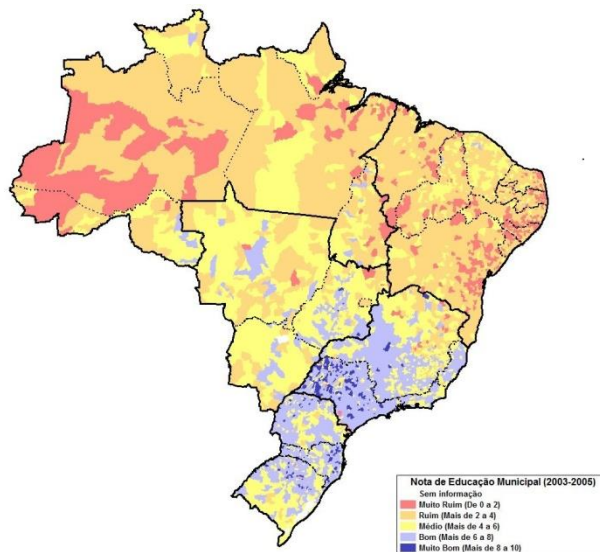 Nota de Educação Municipal (2003-2005)
Sem informação
Muito Ruim (De 0 a 2)
Ruim (Mais de 2 a 4)
Médio (Mais de 4 a 6)
Bom (Mais de 6 a 8)
Muito Bom (Mais de 8 a 10)